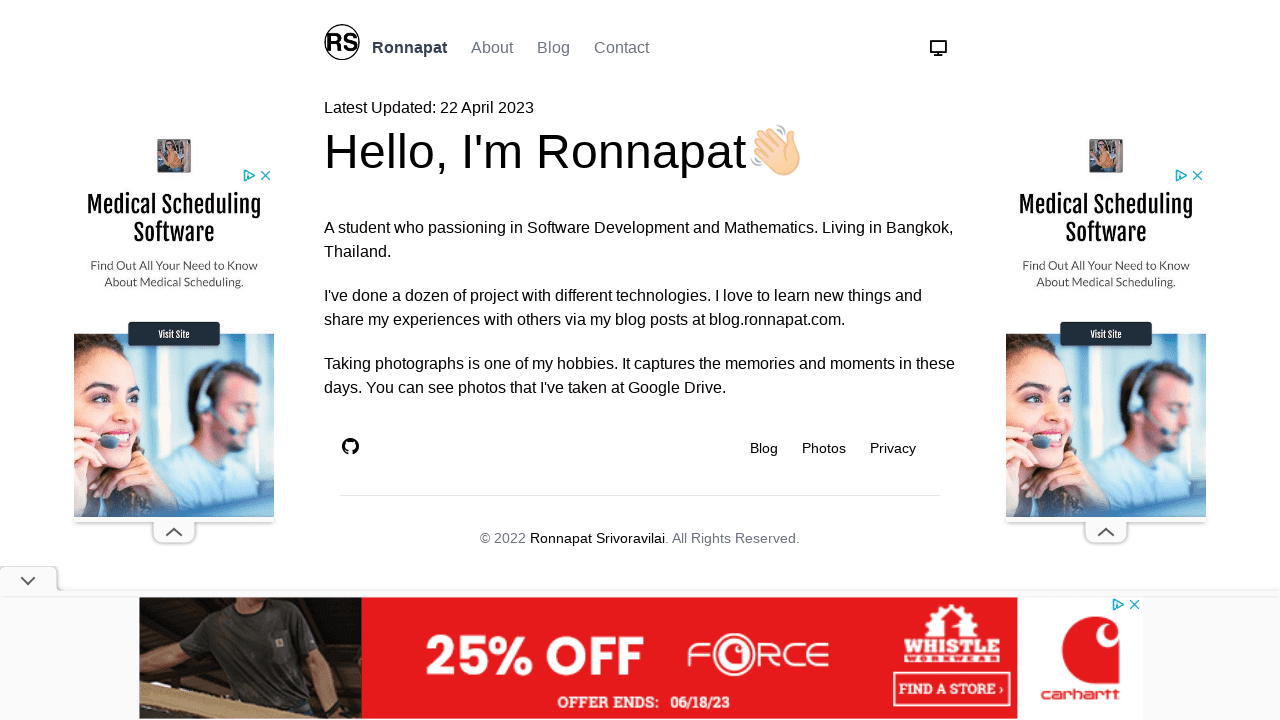 RS
Ronnapat
About
Blog
Contact
Latest Updated: 22 April 2023
Hello, I'm Ronnapat👋🏼
A student who passioning in Software Development and Mathematics. Living in Bangkok,
Thailand.
I've done a dozen of project with different technologies. I love to learn new things and
share my experiences with others via my blog posts at blog.ronnapat.com.
Taking photographs is one of my hobbies. It captures the memories and moments in these
days. You can see photos that I've taken at Google Drive.
Blog
Photos
Privacy
© 2022 Ronnapat Srivoravilai. All Rights Reserved.
Medical Scheduling
Software
Find Out All Your Need to Know
About Medical Scheduling.
Visit Site
Medical Scheduling
Software
Find Out All Your Need to Know
About Medical Scheduling.
Visit Site
25% OFF
FORCE
OFFER ENDS: 06/18/23
WHISTLE
WORKWEAR
FIND A STORE ›
carhartt